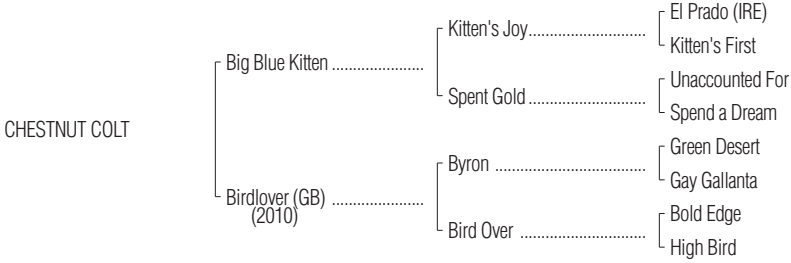 El Prado (IRE)
Kitten's Joy..............................
Kitten's First
Big Blue Kitten .......................
Unaccounted For
Spent Gold ..............................
Spend a Dream
CHESTNUT COLT
Green Desert
Byron .......................................
Gay Gallanta
Birdlover (GB) .......................
(2010)
Bold Edge
Bird Over ................................
High Bird